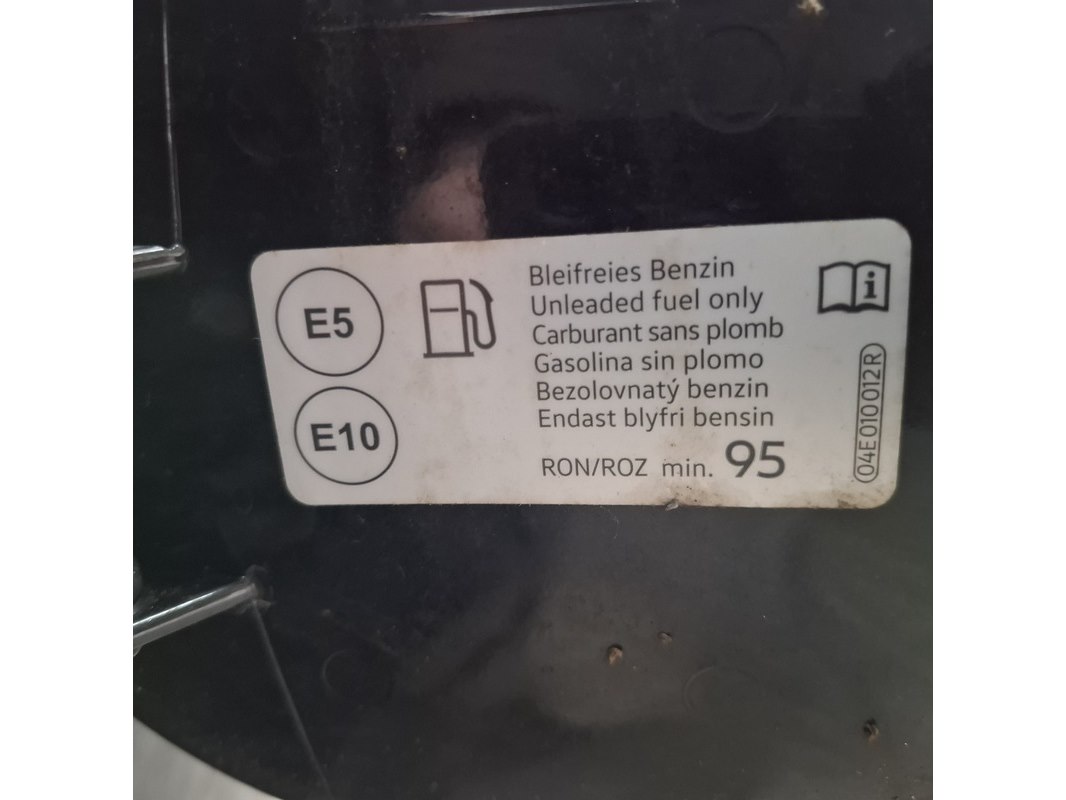 E5
E10
Bleifreies Benzin
Unleaded fuel only
Carburant sans plomb
Gasolina sin plomo
Bezolovnatý benzin
Endast blyfri bensin
RON/ROZ min. 95
i
04E010012R